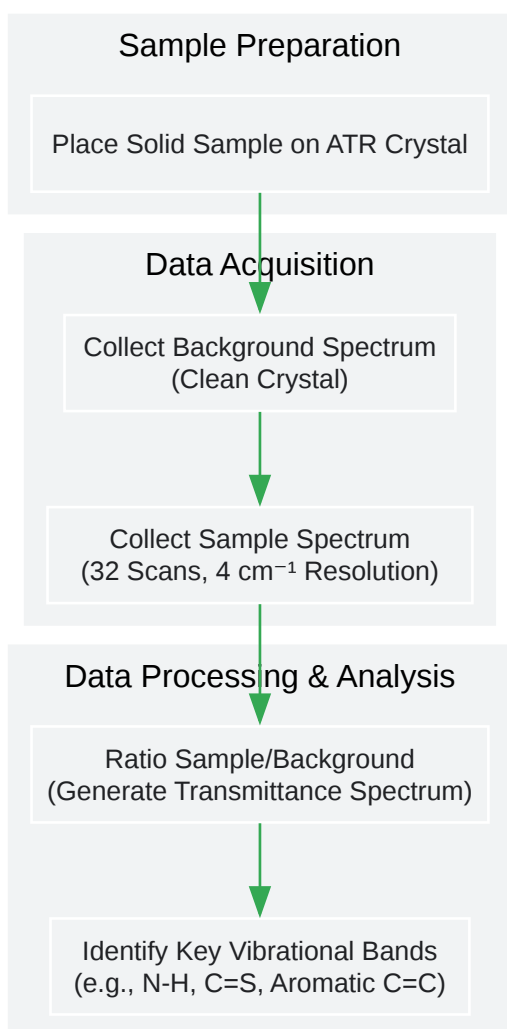 Sample Preparation
Place Solid Sample on ATR Crystal
Data Acquisition
Collect Background Spectrum
(Clean Crystal)
Collect Sample Spectrum
(32 Scans, 4 cm⁻¹ Resolution)
Data Processing & Analysis
Ratio Sample/Background
(Generate Transmittance Spectrum)
Identify Key Vibrational Bands
(e.g., N-H, C=S, Aromatic C=C)